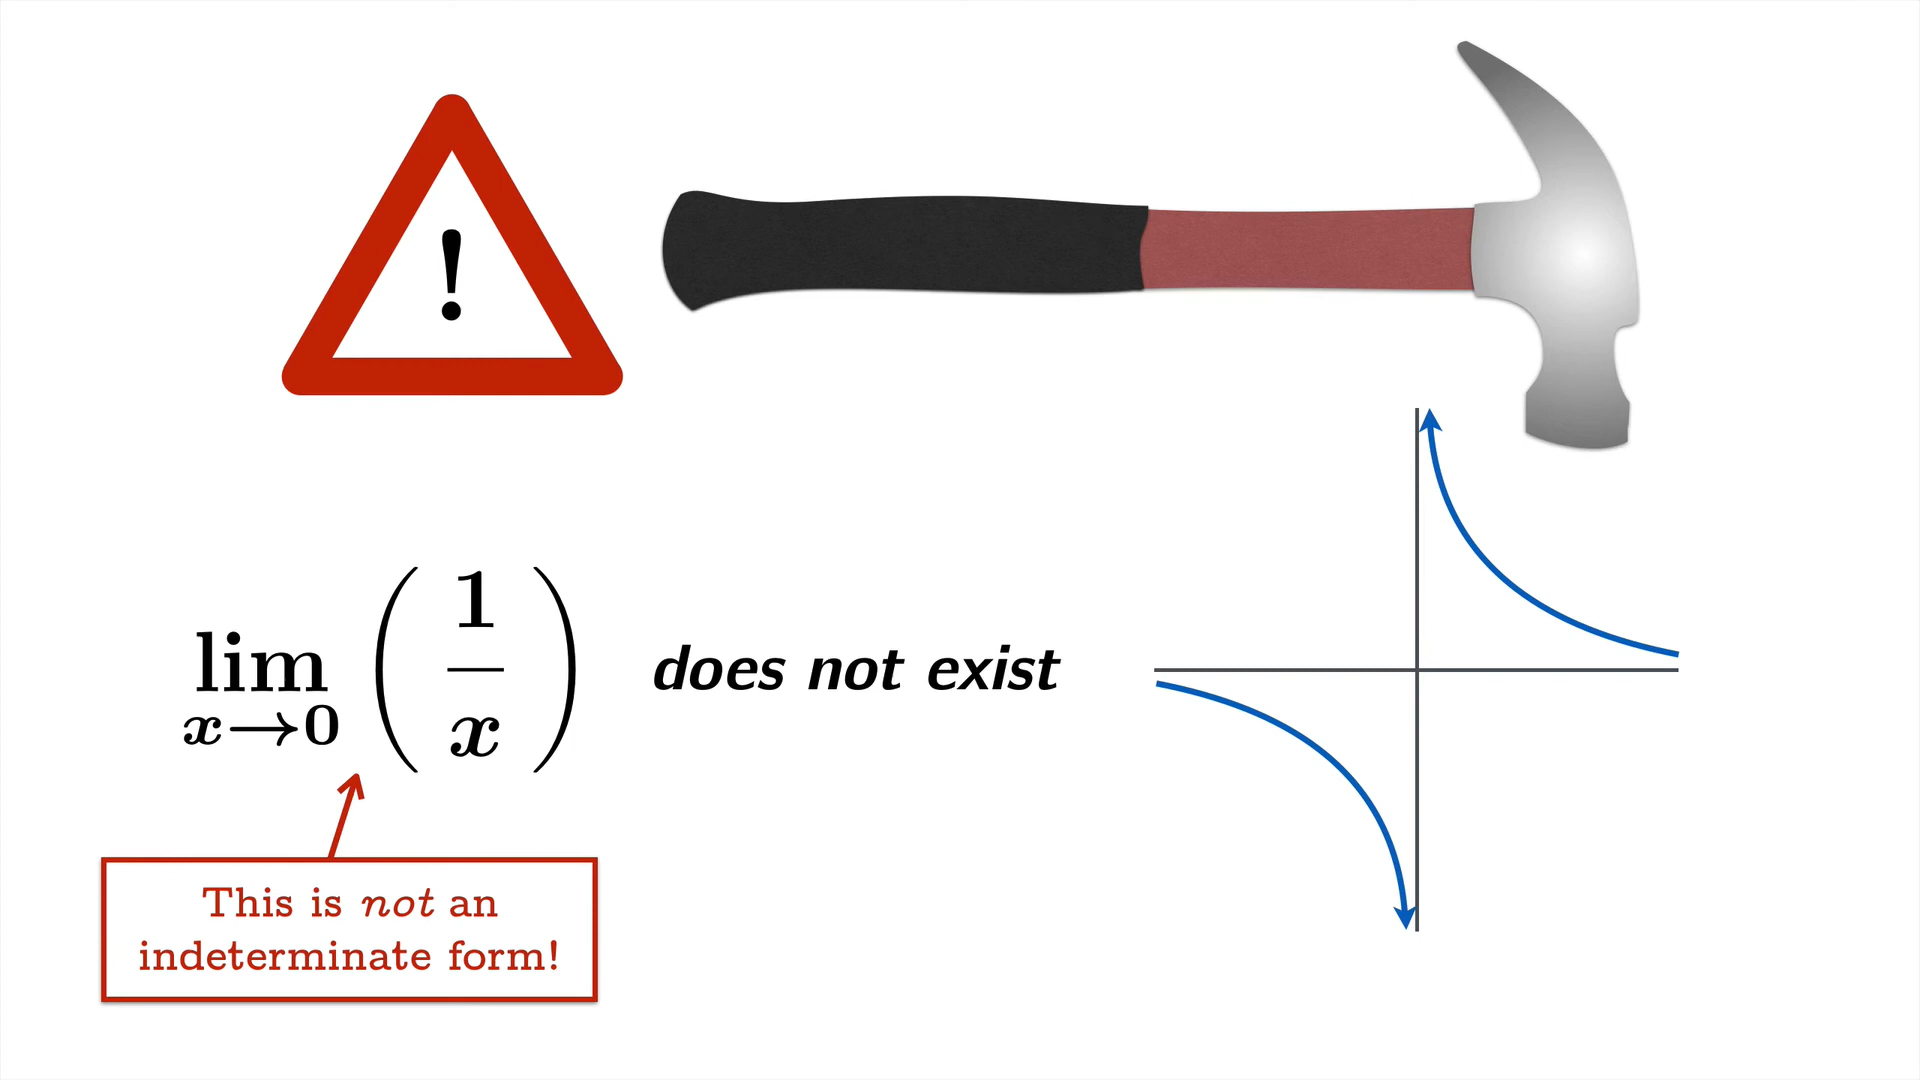 !
lim x→0 ( 1/x ) does not exist
This is not an
indeterminate form!